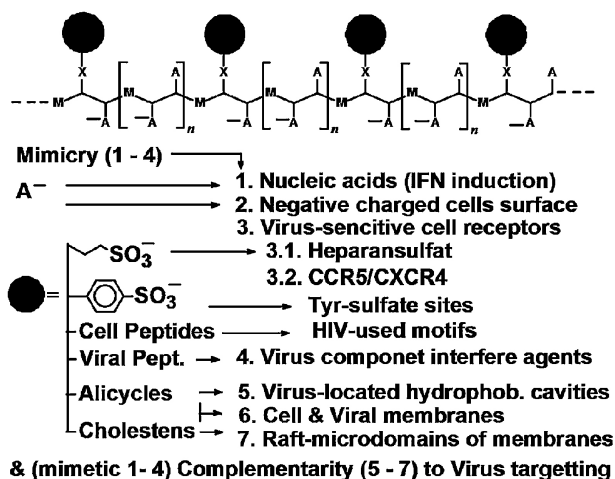 X X X X
A A A A
M M M M M M M
A A A A A A A
n n n
Mimicry (1 - 4)
A– 1. Nucleic acids (IFN induction)
2. Negative charged cells surface
3. Virus-sencitive cell receptors
SO3– 3.1. Heparansulfat
3.2. CCR5/CXCR4
= SO3– Tyr-sulfate sites
Cell Peptides HIV-used motifs
Viral Pept. 4. Virus componet interfere agents
Alicycles 5. Virus-located hydrophob. cavities
6. Cell & Viral membranes
Cholestens 7. Raft-microdomains of membranes
& (mimetic 1- 4) Complementarity (5 - 7) to Virus targetting